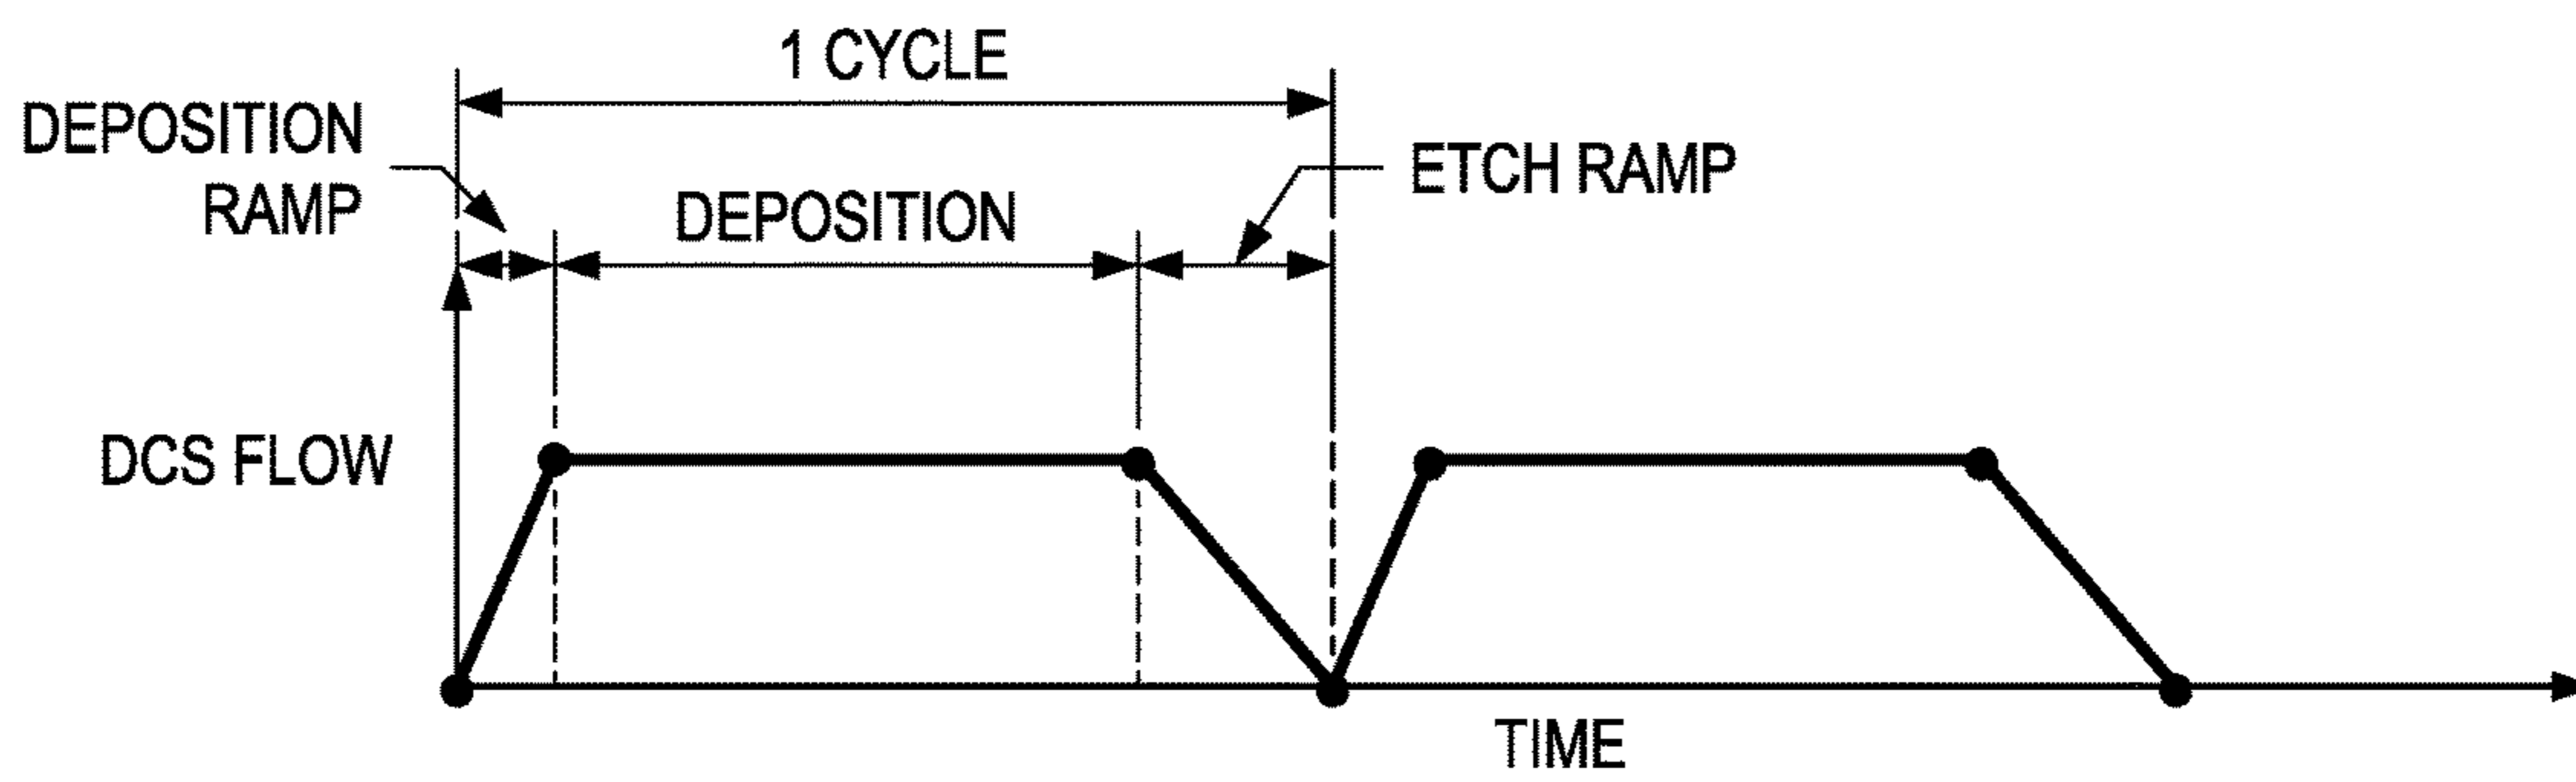 1 CYCLE
DEPOSITION
RAMP
ETCH RAMP
DEPOSITION
DCS FLOW
TIME